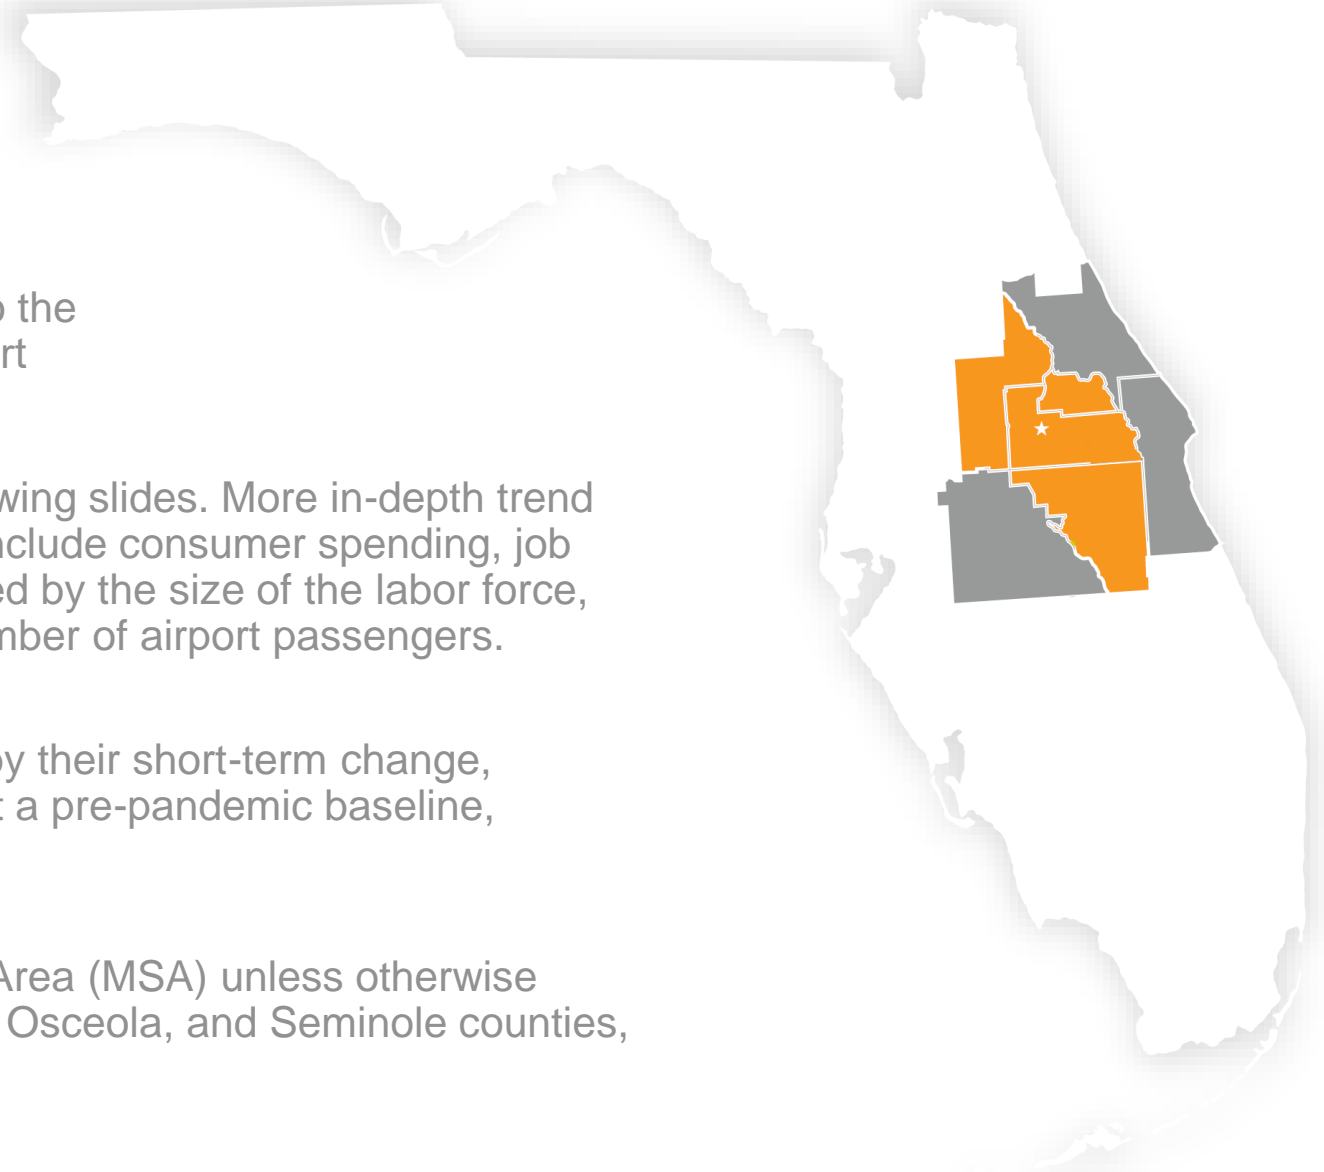 the
rt
wing slides. More in-depth trend
nclude consumer spending, job
ed by the size of the labor force,
mber of airport passengers.
by their short-term change,
t a pre-pandemic baseline,
Area (MSA) unless otherwise
Osceola, and Seminole counties,